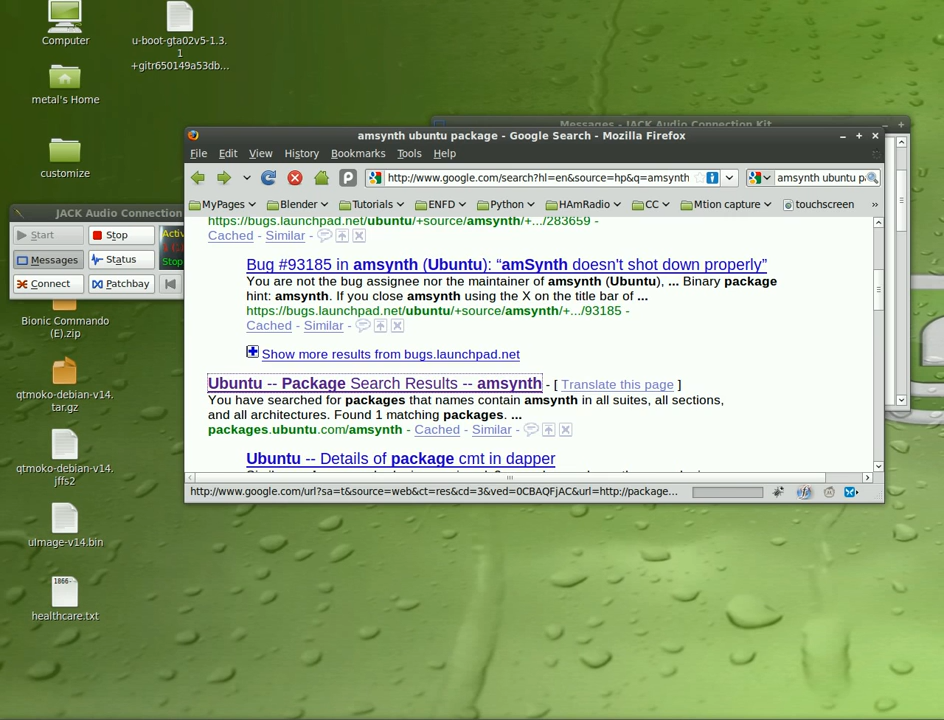 Computer
u-boot-gta02v5-1.3.
1
+gitr650149a53db...
metal's Home
customize
Messages - JACK Audio Connection Kit
JACK Audio Connection
Start
Stop
Messages
Status
Stop
Connect
Patchbay
amsynth ubuntu package - Google Search - Mozilla Firefox
File Edit View History Bookmarks Tools Help
http://www.google.com/search?hl=en&source=hp&q=amsynth
amsynth ubuntu pa
MyPages Blender Tutorials ENFD Python HAmRadio CC Mtion capture touchscreen »
https://bugs.launchpad.net/ubuntu/+source/amsynth/+.../283659 -
Cached - Similar -
Bug #93185 in amsynth (Ubuntu): “amSynth doesn't shot down properly”
You are not the bug assignee nor the maintainer of amsynth (Ubuntu), ... Binary package
hint: amsynth. If you close amsynth using the X on the title bar of ...
https://bugs.launchpad.net/ubuntu/+source/amsynth/+.../93185 -
Cached - Similar -
Show more results from bugs.launchpad.net
Ubuntu -- Package Search Results -- amsynth - [ Translate this page ]
You have searched for packages that names contain amsynth in all suites, all sections,
and all architectures. Found 1 matching packages. ...
packages.ubuntu.com/amsynth - Cached - Similar -
Ubuntu -- Details of package cmt in dapper
http://www.google.com/url?sa=t&source=web&ct=res&cd=3&ved=0CBAQFjAC&url=http://package...
Bionic Commando
(E).zip
qtmoko-debian-v14.
tar.gz
qtmoko-debian-v14.
jffs2
uImage-v14.bin
1866-
healthcare.txt